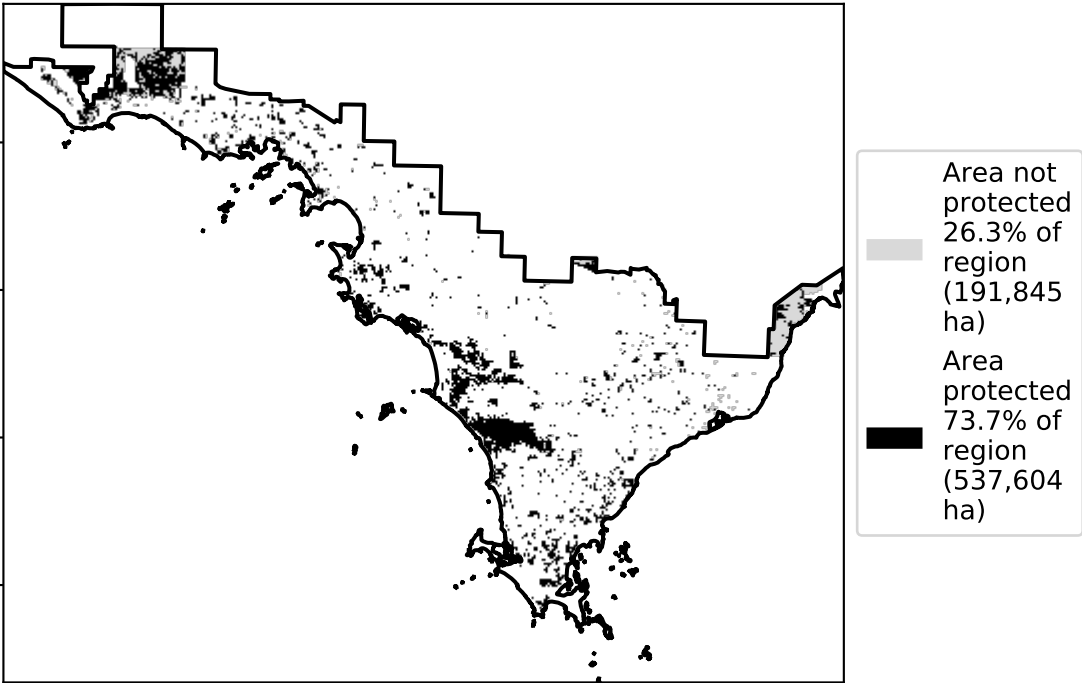 Area not
protected
26.3% of
region
(191,845
ha)
Area
protected
73.7% of
region
(537,604
ha)